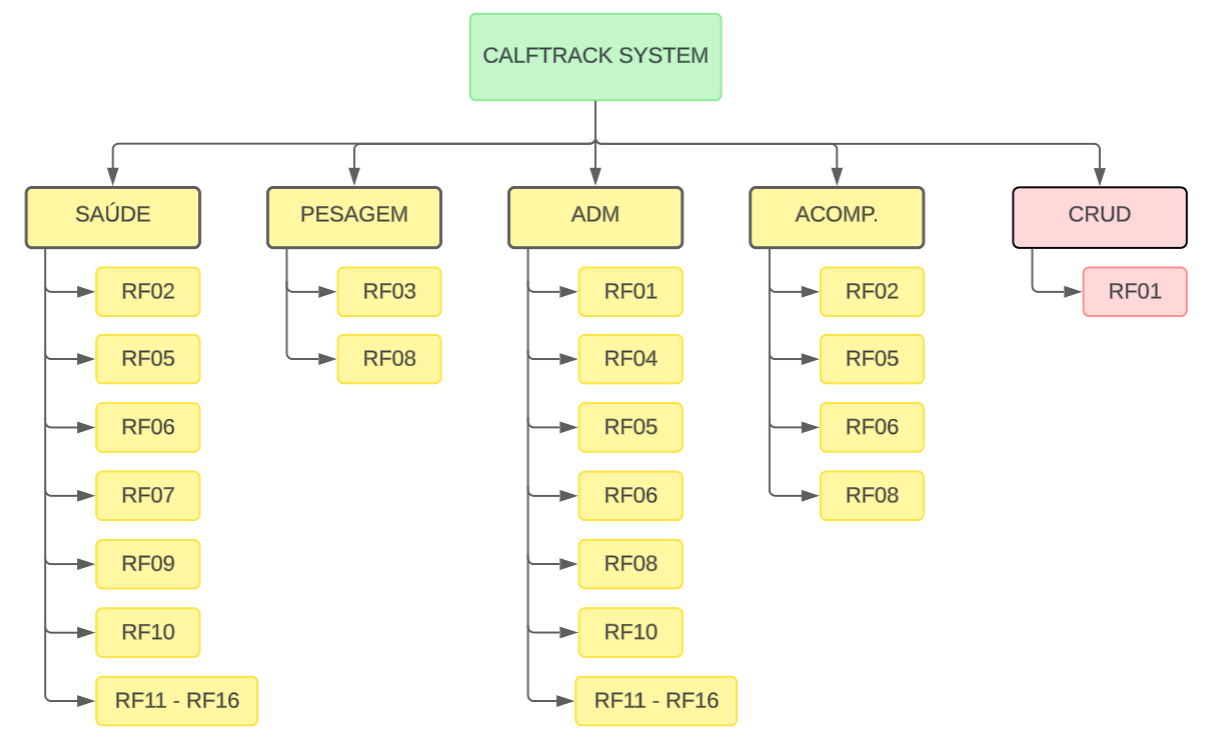 CALFTRACK SYSTEM
SAÚDE
RF02
RF05
RF06
RF07
RF09
RF10
RF11 - RF16
PESAGEM
RF03
RF08
ADM
RF01
RF04
RF05
RF06
RF08
RF10
RF11 - RF16
ACOMP.
RF02
RF05
RF06
RF08
CRUD
RF01